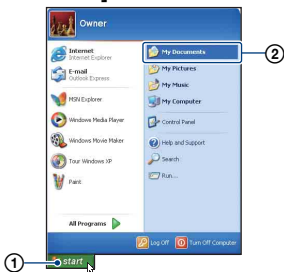 Owner
Internet
Internet Explorer
E-mail
Outlook Express
MSN Explorer
Windows Media Player
Windows Movie Maker
Tour Windows XP
Paint
All Programs
My Documents
My Pictures
My Music
My Computer
Control Panel
Help and Support
Search
Run...
Log Off
Turn Off Computer
start
1
2